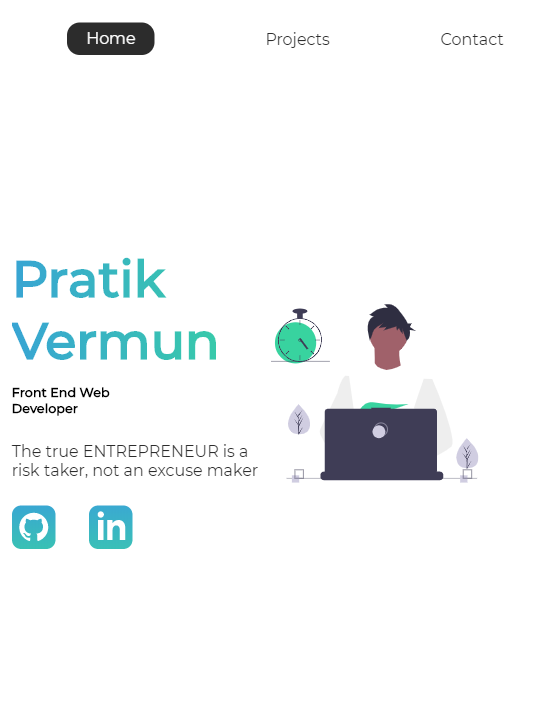 Home
Projects
Contact
Pratik
Vermun
Front End Web
Developer
The true ENTREPRENEUR is a
risk taker, not an excuse maker
in